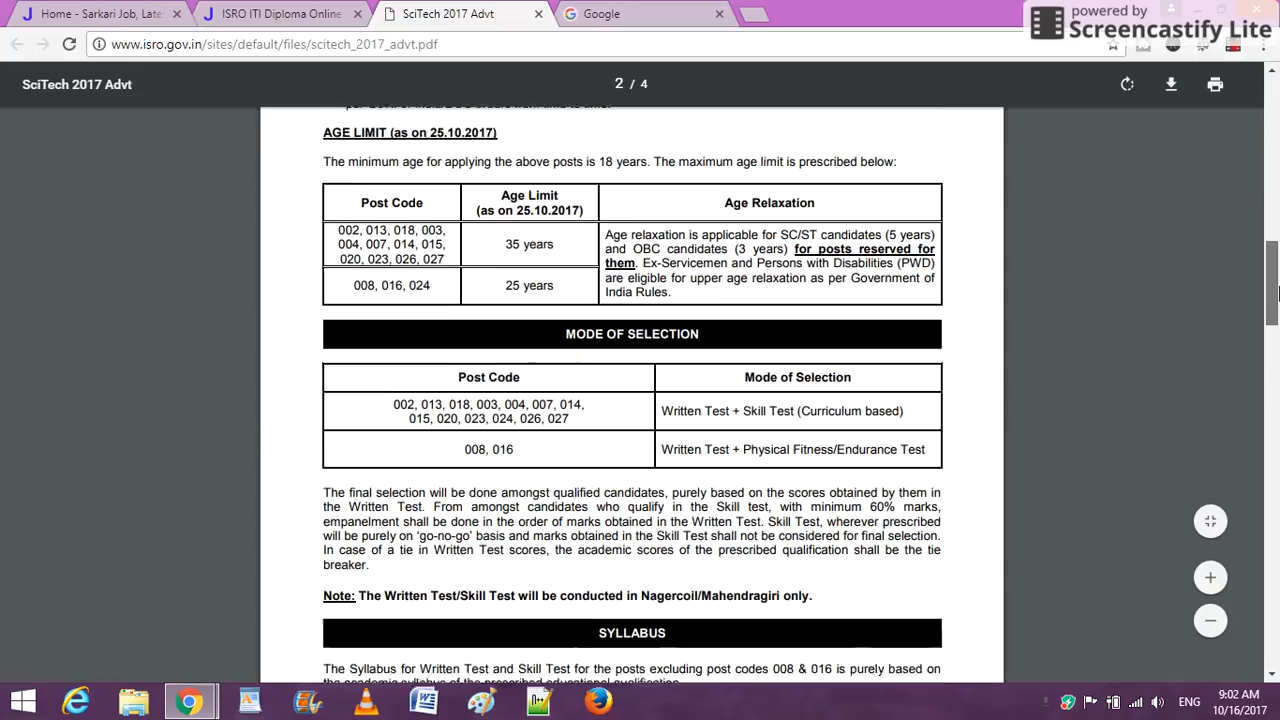 Home - Sarkari Job, Late
ISRO ITI Diploma Online
SciTech 2017 Advt
Google
powered by
Screencastify Lite
www.isro.gov.in/sites/default/files/scitech_2017_advt.pdf
SciTech 2017 Advt
2 / 4
AGE LIMIT (as on 25.10.2017)
The minimum age for applying the above posts is 18 years. The maximum age limit is prescribed below:
Post Code
Age Limit
(as on 25.10.2017)
Age Relaxation
002, 013, 018, 003,
004, 007, 014, 015,
020, 023, 026, 027
35 years
Age relaxation is applicable for SC/ST candidates (5 years)
and OBC candidates (3 years) for posts reserved for
them. Ex-Servicemen and Persons with Disabilities (PWD)
are eligible for upper age relaxation as per Government of
India Rules.
008, 016, 024
25 years
MODE OF SELECTION
Post Code
Mode of Selection
002, 013, 018, 003, 004, 007, 014,
015, 020, 023, 024, 026, 027
Written Test + Skill Test (Curriculum based)
008, 016
Written Test + Physical Fitness/Endurance Test
The final selection will be done amongst qualified candidates, purely based on the scores obtained by them in
the Written Test. From amongst candidates who qualify in the Skill test, with minimum 60% marks,
empanelment shall be done in the order of marks obtained in the Written Test. Skill Test, wherever prescribed
will be purely on 'go-no-go' basis and marks obtained in the Skill Test shall not be considered for final selection.
In case of a tie in Written Test scores, the academic scores of the prescribed qualification shall be the tie
breaker.
Note: The Written Test/Skill Test will be conducted in Nagercoil/Mahendragiri only.
SYLLABUS
The Syllabus for Written Test and Skill Test for the posts excluding post codes 008 & 016 is purely based on
the academic syllabus of the prescribed educational qualification.
ENG
9:02 AM
10/16/2017